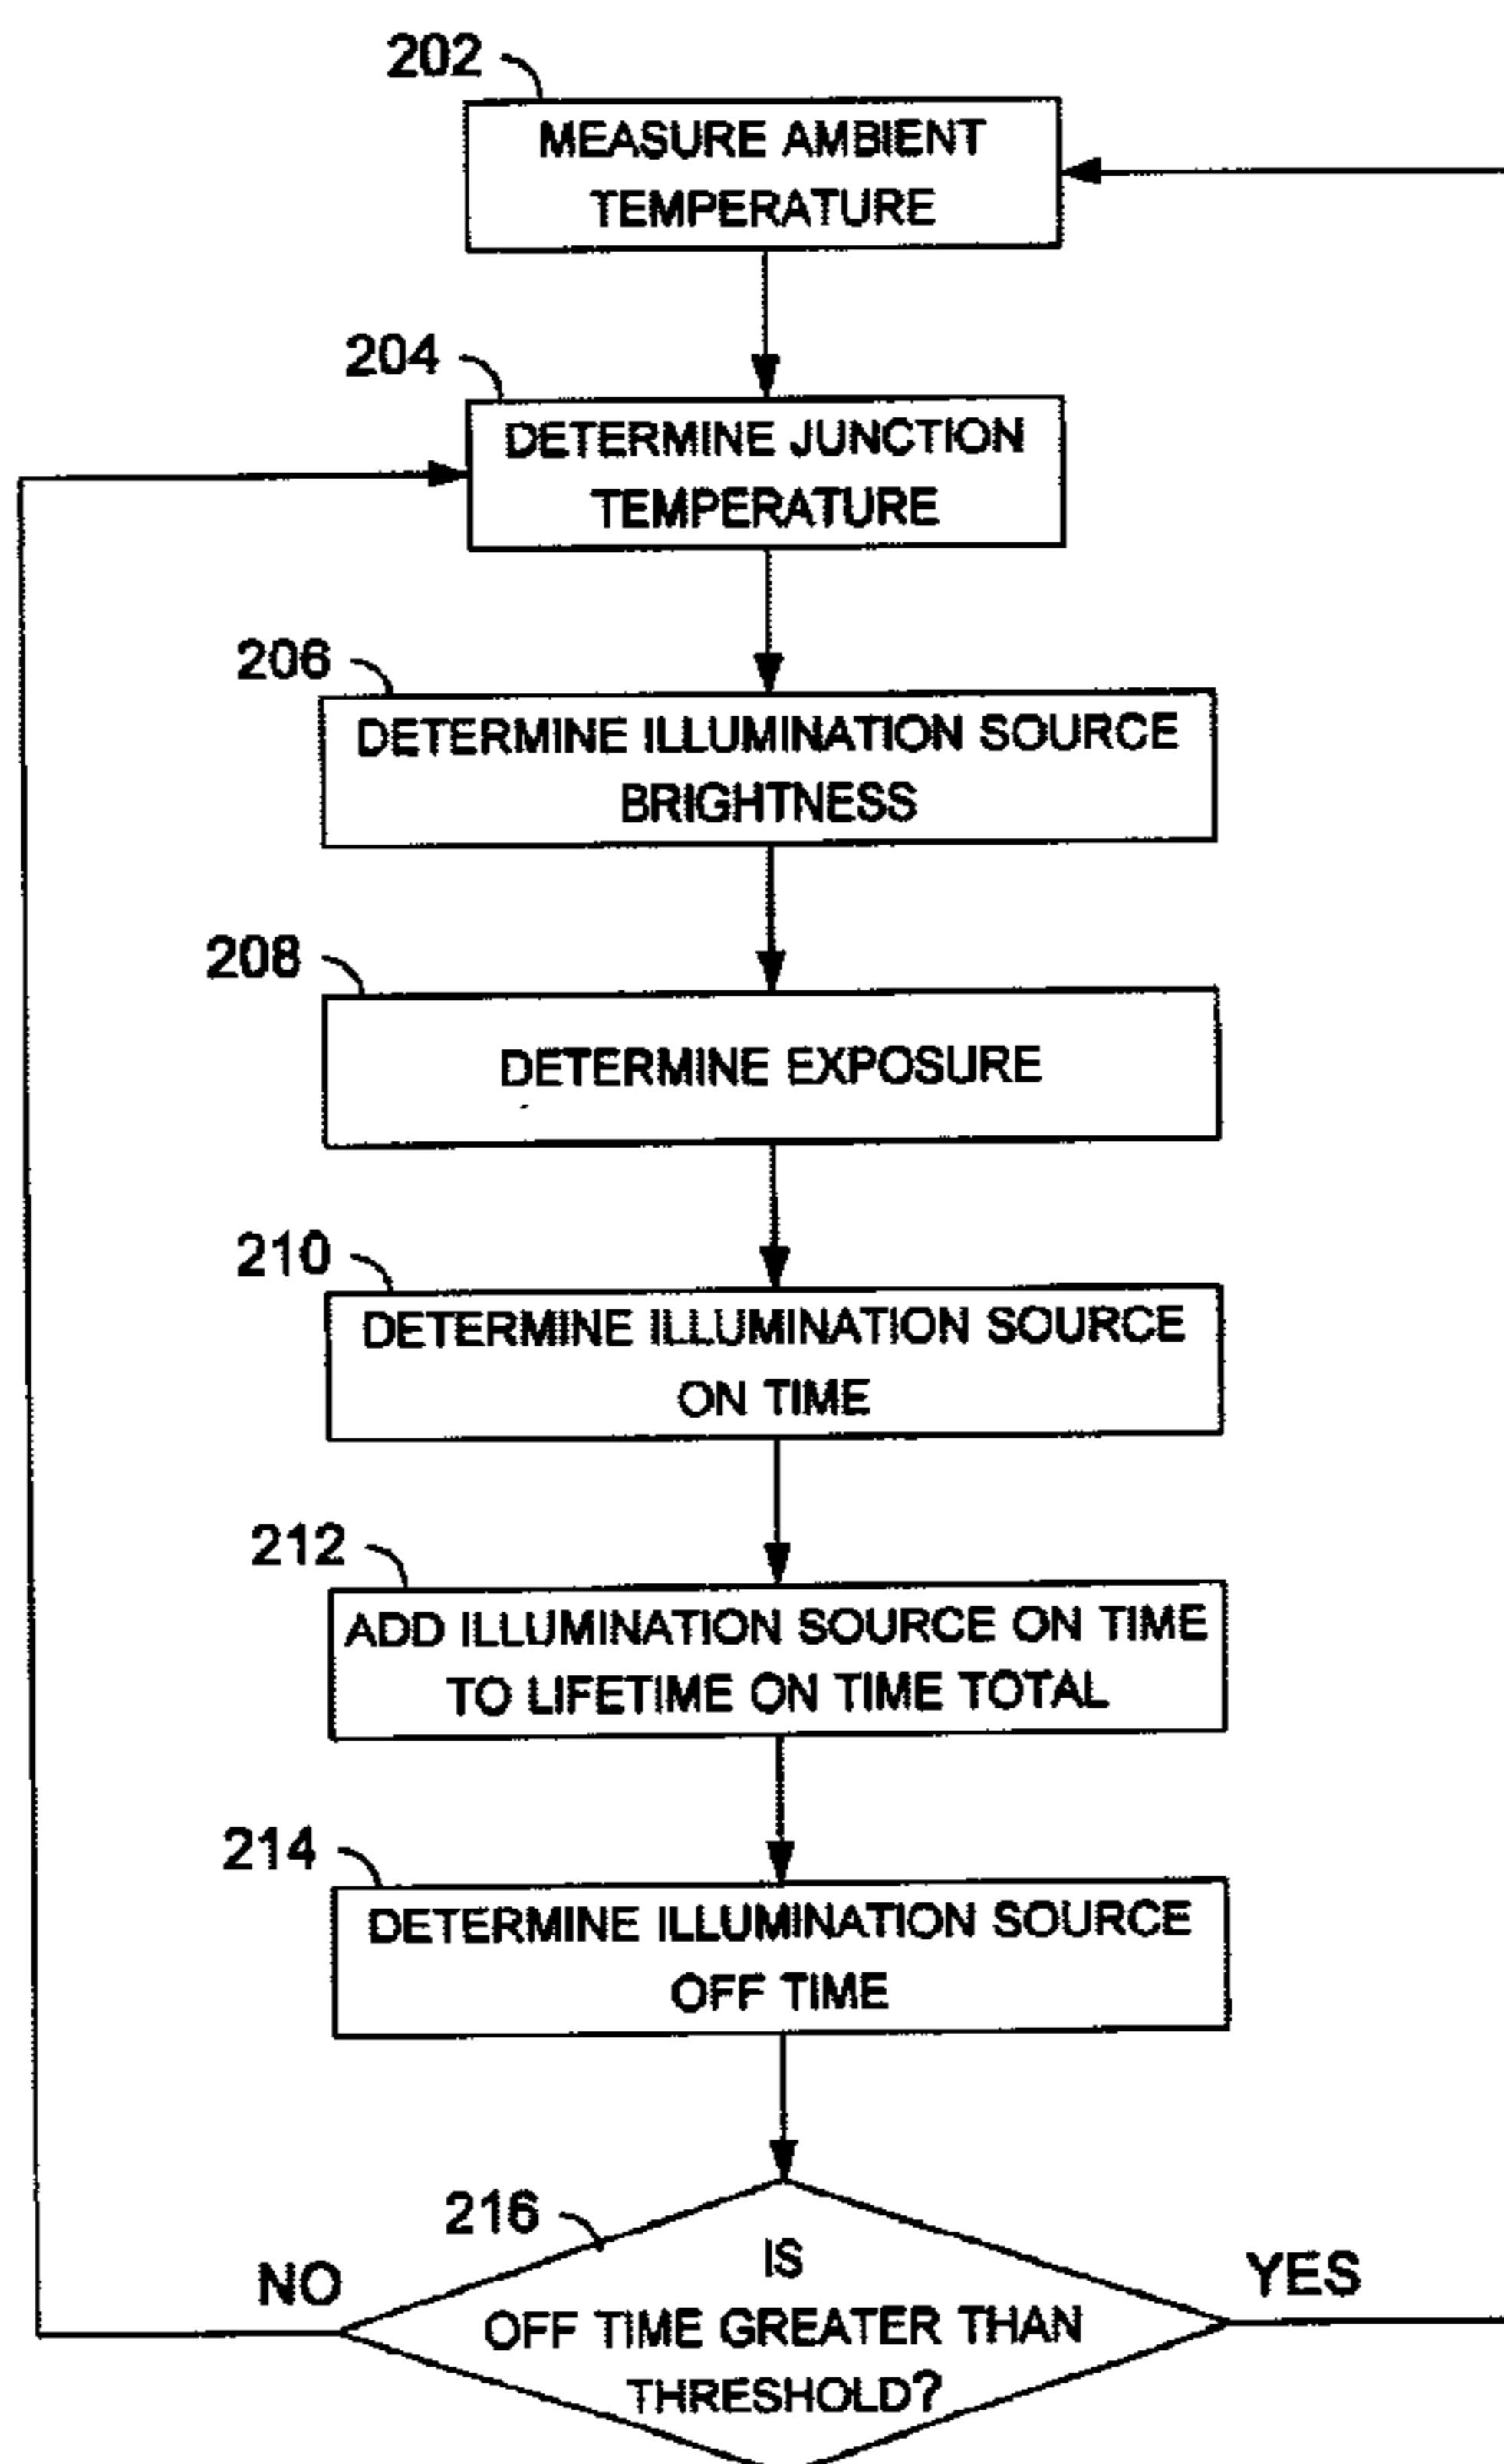 202
MEASURE AMBIENT
TEMPERATURE
204
DETERMINE JUNCTION
TEMPERATURE
206
DETERMINE ILLUMINATION SOURCE
BRIGHTNESS
208
DETERMINE EXPOSURE
210
DETERMINE ILLUMINATION SOURCE
ON TIME
212
ADD ILLUMINATION SOURCE ON TIME
TO LIFETIME ON TIME TOTAL
214
DETERMINE ILLUMINATION SOURCE
OFF TIME
216
IS
OFF TIME GREATER THAN
THRESHOLD?
NO
YES